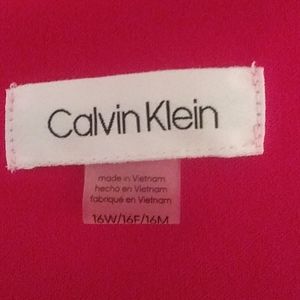 Calvin Klein
made in Vietnam
hecho en Vietnam
fabriqué en Vietnam
16W/16F/16M